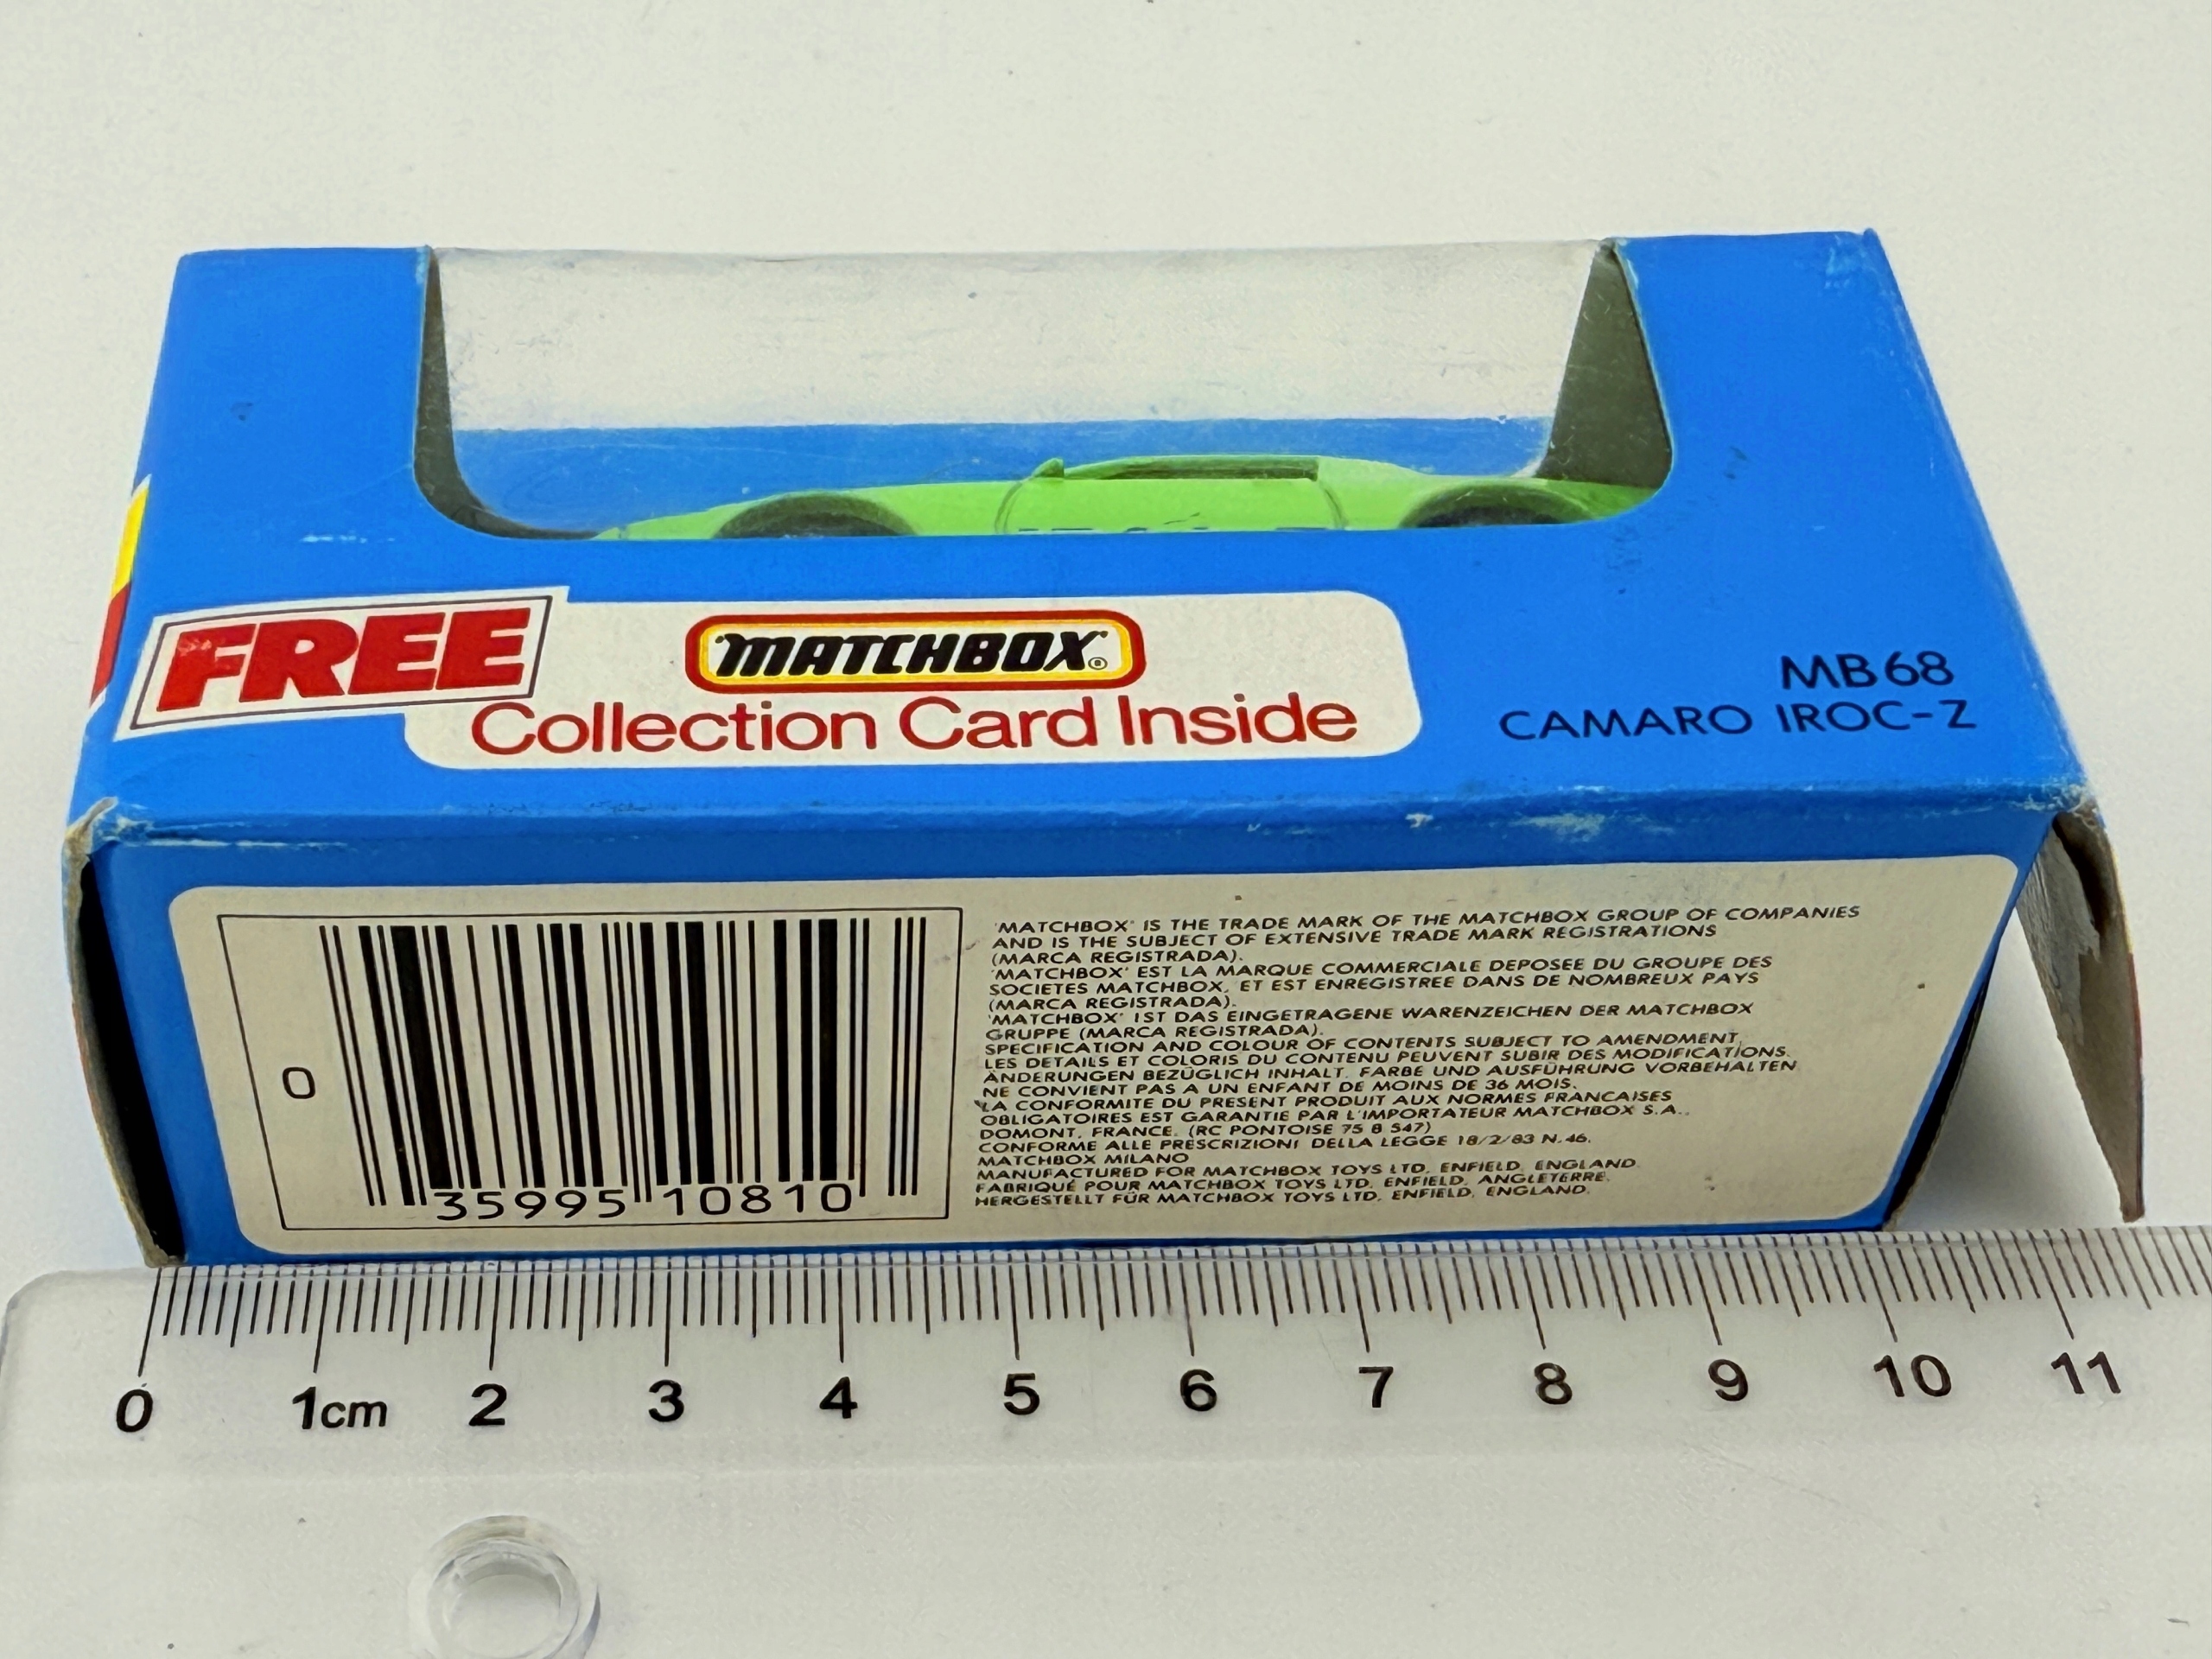 FREE
MATCHBOX®
Collection Card Inside
MB68
CAMARO IROC-Z
'MATCHBOX' IS THE TRADE MARK OF THE MATCHBOX GROUP OF COMPANIES
AND IS THE SUBJECT OF EXTENSIVE TRADE MARK REGISTRATIONS
(MARCA REGISTRADA).
'MATCHBOX' EST LA MARQUE COMMERCIALE DEPOSEE DU GROUPE DES
SOCIETES MATCHBOX, ET EST ENREGISTREE DANS DE NOMBREUX PAYS
(MARCA REGISTRADA).
'MATCHBOX' IST DAS EINGETRAGENE WARENZEICHEN DER MATCHBOX
GRUPPE (MARCA REGISTRADA).
SPECIFICATION AND COLOUR OF CONTENTS SUBJECT TO AMENDMENT.
LES DETAILS ET COLORIS DU CONTENU PEUVENT SUBIR DES MODIFICATIONS.
ÄNDERUNGEN BEZÜGLICH INHALT, FARBE UND AUSFÜHRUNG VORBEHALTEN
NE CONVIENT PAS A UN ENFANT DE MOINS DE 36 MOIS.
LA CONFORMITE DU PRESENT PRODUIT AUX NORMES FRANCAISES
OBLIGATOIRES EST GARANTIE PAR L'IMPORTATEUR MATCHBOX S.A.,
DOMONT, FRANCE. (RC PONTOISE 75 B 547)
CONFORME ALLE PRESCRIZIONI DELLA LEGGE 18/2/83 N.46.
MATCHBOX MILANO
MANUFACTURED FOR MATCHBOX TOYS LTD, ENFIELD, ENGLAND.
FABRIQUÉ POUR MATCHBOX TOYS LTD, ENFIELD, ANGLETERRE.
HERGESTELLT FÜR MATCHBOX TOYS LTD, ENFIELD, ENGLAND.
0 35995 10810
0 1cm 2 3 4 5 6 7 8 9 10 11